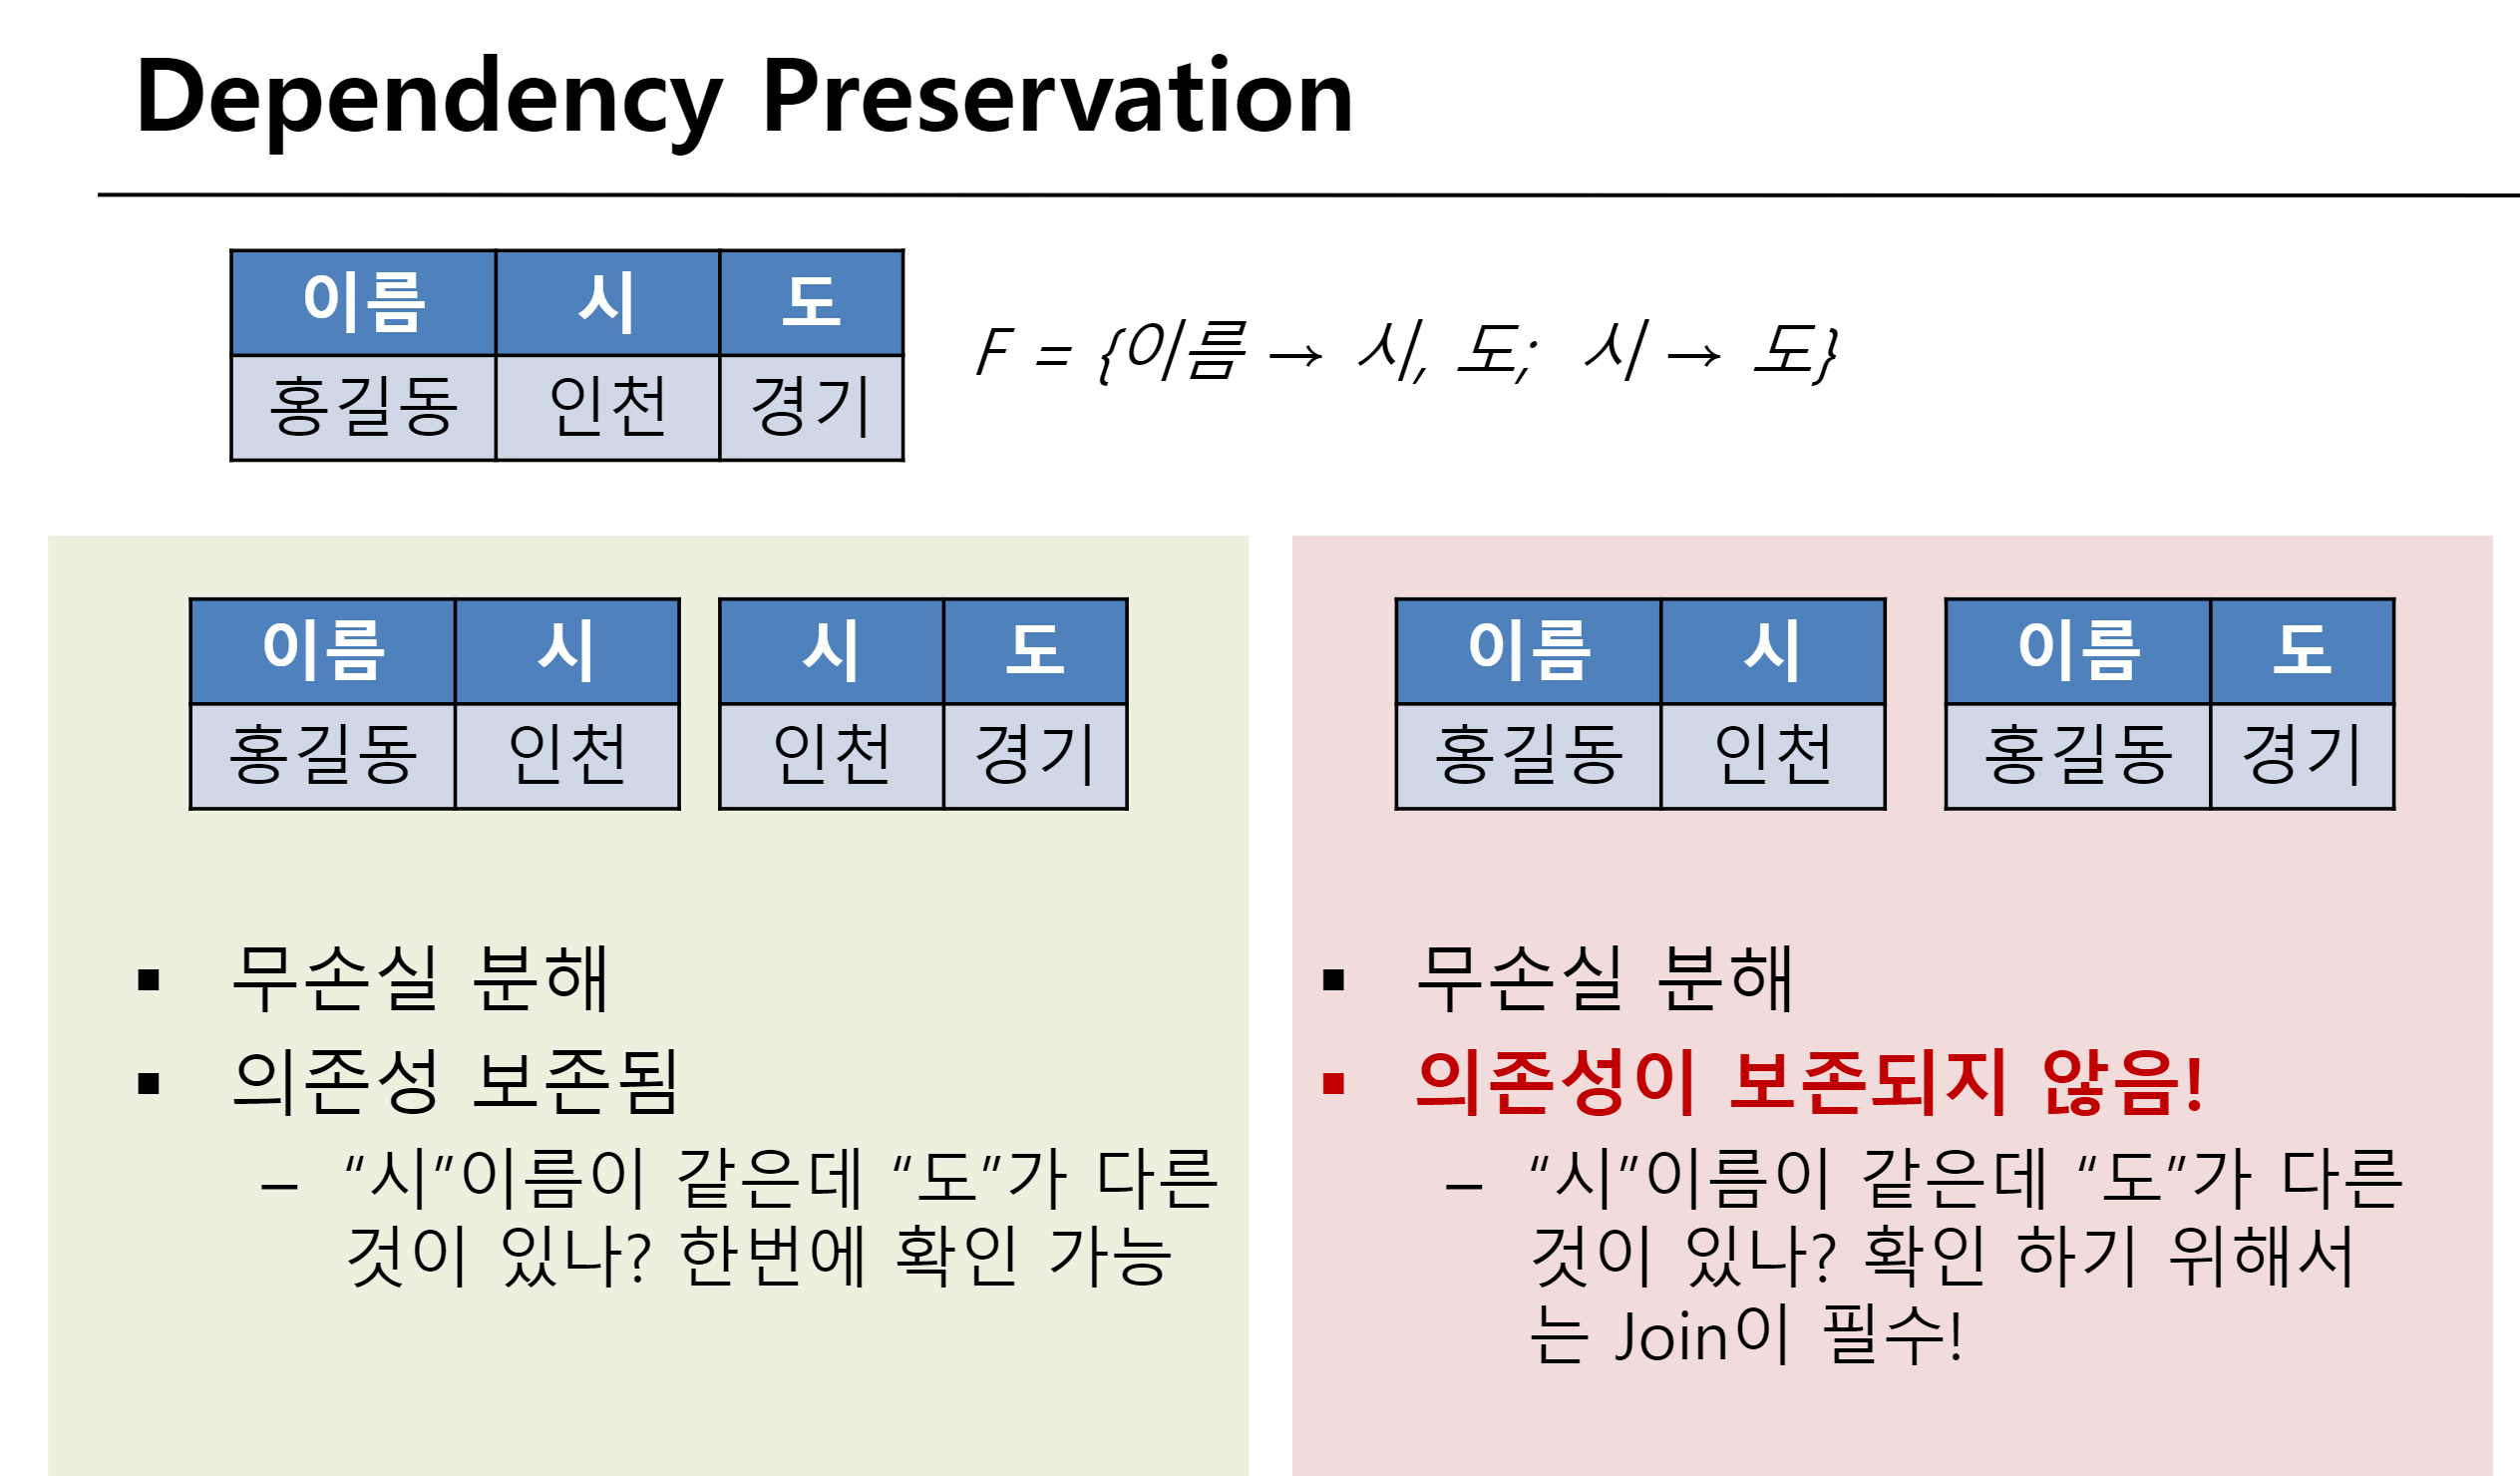 Dependency Preservation
이름 시 도
홍길동 인천 경기
F = {이름 → 시, 도; 시 → 도}
이름 시
홍길동 인천
시 도
인천 경기
▪ 무손실 분해
▪ 의존성 보존됨
– “시”이름이 같은데 “도”가 다른
것이 있나? 한번에 확인 가능
이름 시
홍길동 인천
이름 도
홍길동 경기
▪ 무손실 분해
▪ 의존성이 보존되지 않음!
– “시”이름이 같은데 “도”가 다른
것이 있나? 확인 하기 위해서
는 Join이 필수!